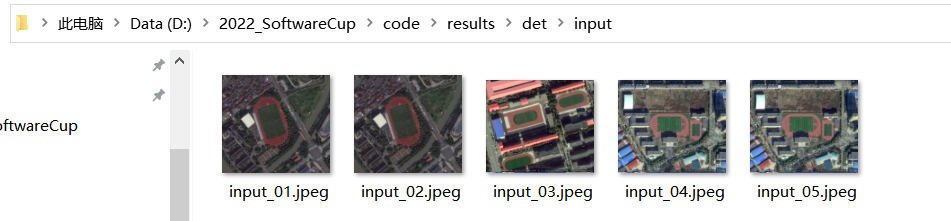 此电脑 > Data (D:) > 2022_SoftwareCup > code > results > det > input
oftwareCup
input_01.jpeg input_02.jpeg input_03.jpeg input_04.jpeg input_05.jpeg